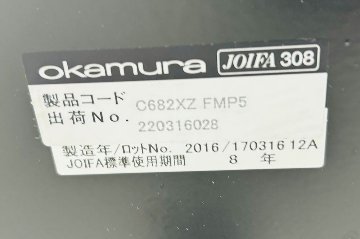 okamura JOIFA 308
製品コード C682XZ FMP5
出荷No. 220316028
製造年/ロットNo. 2016/170316 12A
JOIFA標準使用期間 8 年